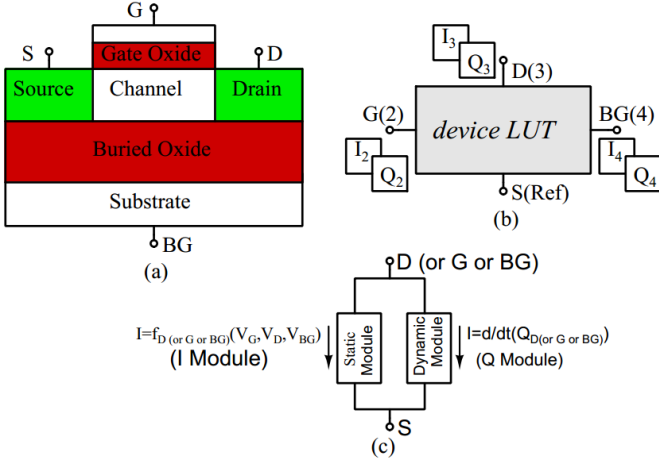 G
S
Gate Oxide
D
Source
Channel
Drain
Buried Oxide
Substrate
BG
(a)
I3
Q3
D(3)
G(2)
BG(4)
device LUT
I2
Q2
I4
Q4
S(Ref)
(b)
D (or G or BG)
I=fD (or G or BG)(VG,VD,VBG)
(I Module)
Static
Module
Dynamic
Module
I=d/dt(QD(or G or BG))
(Q Module)
S
(c)